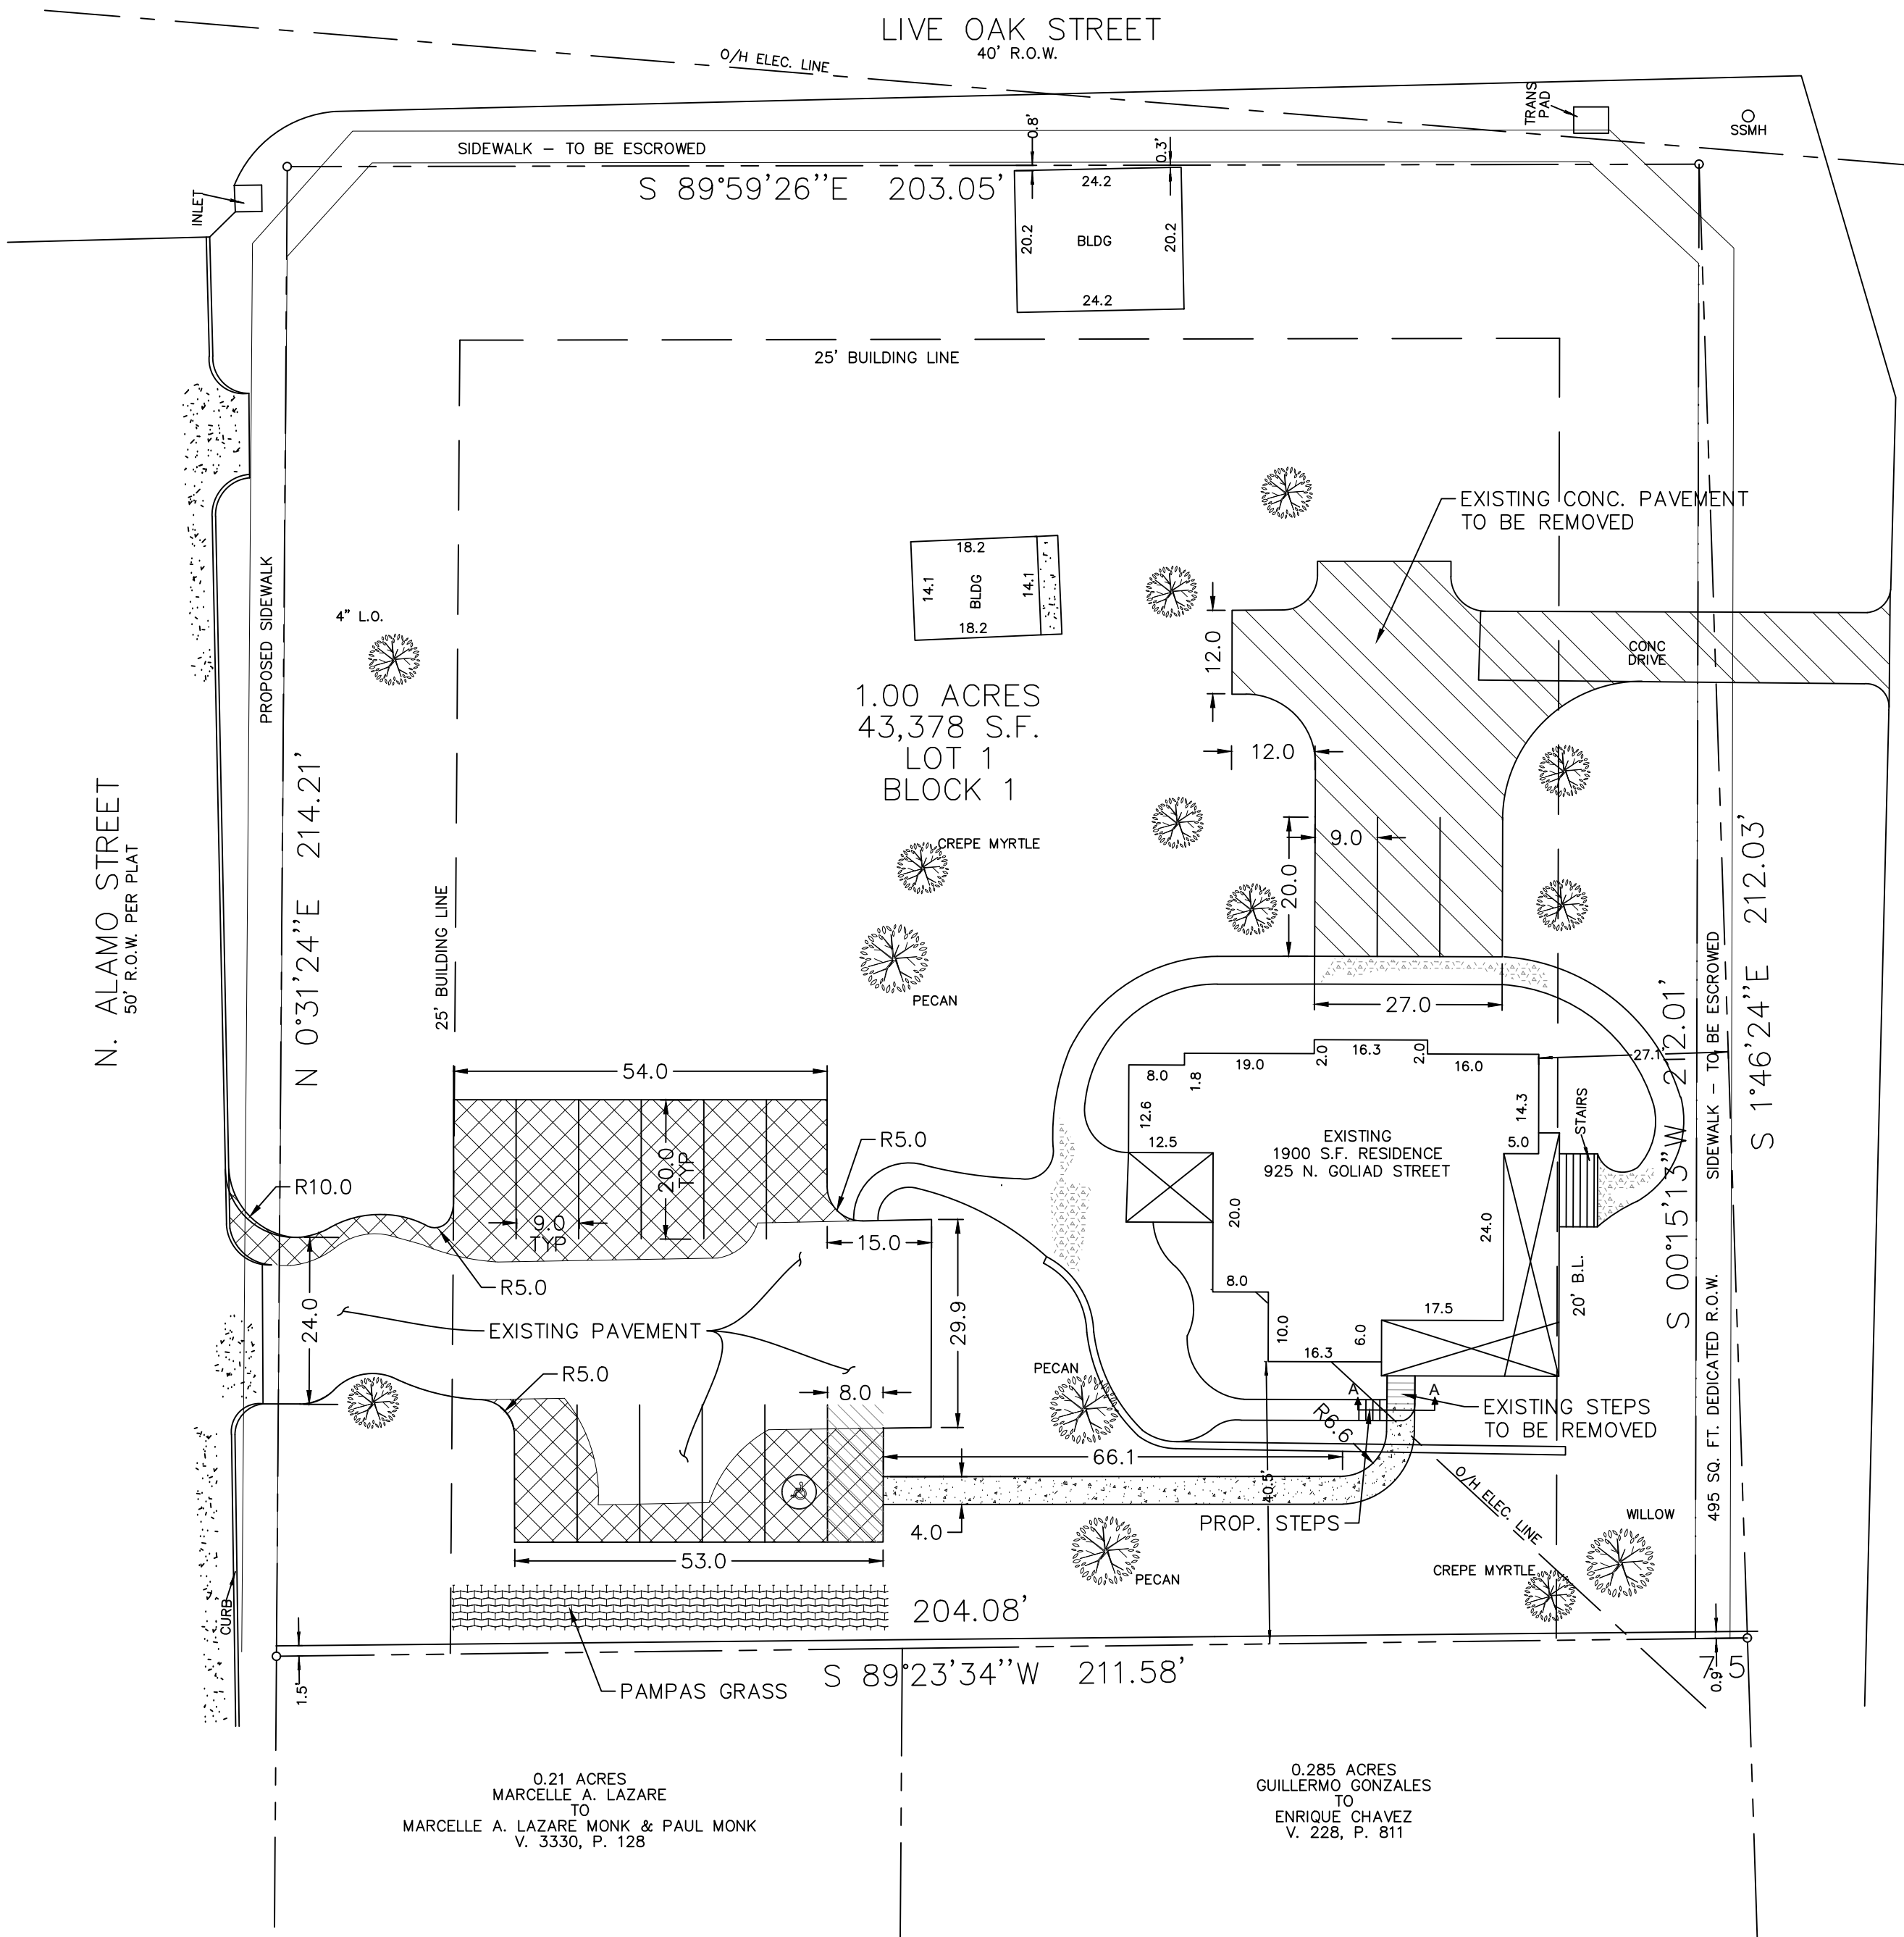 LIVE OAK STREET
40' R.O.W.
O/H ELEC. LINE
TRANS
PAD
SSMH
SIDEWALK – TO BE ESCROWED
0.8'
0.3'
INLET
S 89°59'26"E 203.05'
24.2
20.2
BLDG
20.2
24.2
25' BUILDING LINE
EXISTING CONC. PAVEMENT
TO BE REMOVED
18.2
14.1
BLDG
14.1
18.2
PROPOSED SIDEWALK
4" L.O.
12.0
CONC
DRIVE
1.00 ACRES
43,378 S.F.
LOT 1
BLOCK 1
12.0
N. ALAMO STREET
50' R.O.W. PER PLAT
N 0°31'24"E 214.21'
25' BUILDING LINE
CREPE MYRTLE
9.0
20.0
PECAN
27.0
S 1°46'24"E 212.03'
S 00°15'13"W 212.01'
SIDEWALK – TO BE ESCROWED
54.0
8.0
1.8
19.0
2.0
16.3
2.0
16.0
27.1'
12.6
14.3
R5.0
20.0
TYP
12.5
EXISTING
1900 S.F. RESIDENCE
925 N. GOLIAD STREET
5.0
STAIRS
R10.0
9.0
TYP
15.0
20.0
24.0
R5.0
24.0
8.0
20' B.L.
EXISTING PAVEMENT
29.9
10.0
6.0
17.5
16.3
R5.0
8.0
PECAN
A
A
EXISTING STEPS
TO BE REMOVED
R6.6
66.1
40.5'
O/H ELEC. LINE
495 SQ. FT. DEDICATED R.O.W.
4.0
PROP. STEPS
WILLOW
53.0
PECAN
CREPE MYRTLE
CURB
204.08'
1.5'
PAMPAS GRASS
S 89°23'34"W 211.58'
7.5
0.9'
0.21 ACRES
MARCELLE A. LAZARE
TO
MARCELLE A. LAZARE MONK & PAUL MONK
V. 3330, P. 128
0.285 ACRES
GUILLERMO GONZALES
TO
ENRIQUE CHAVEZ
V. 228, P. 811